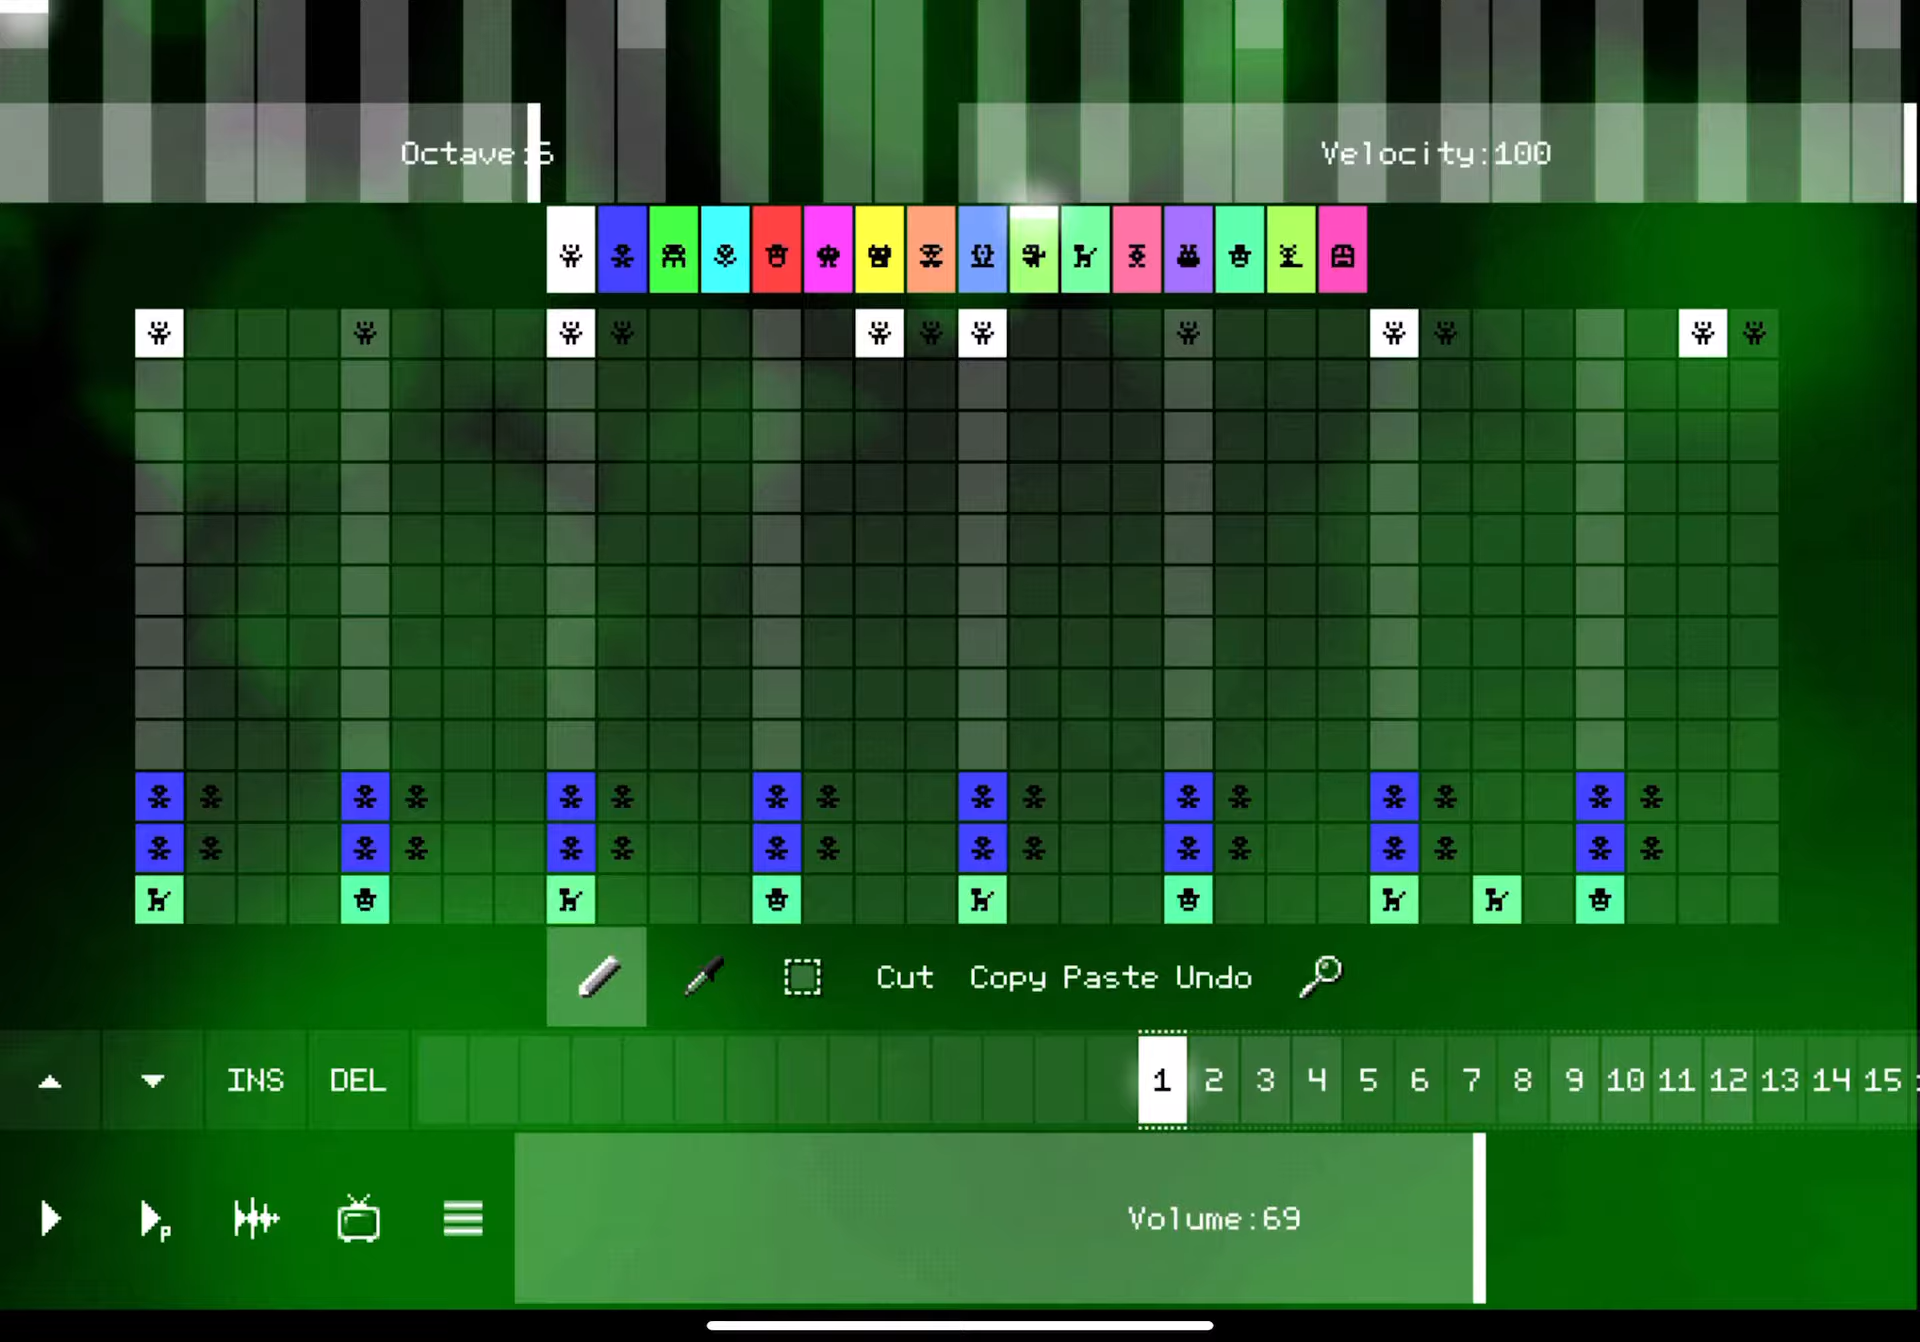 Octave:5 Velocity:100
Cut Copy Paste Undo
INS DEL 1 2 3 4 5 6 7 8 9 10 11 12 13 14 15
P
Volume:69